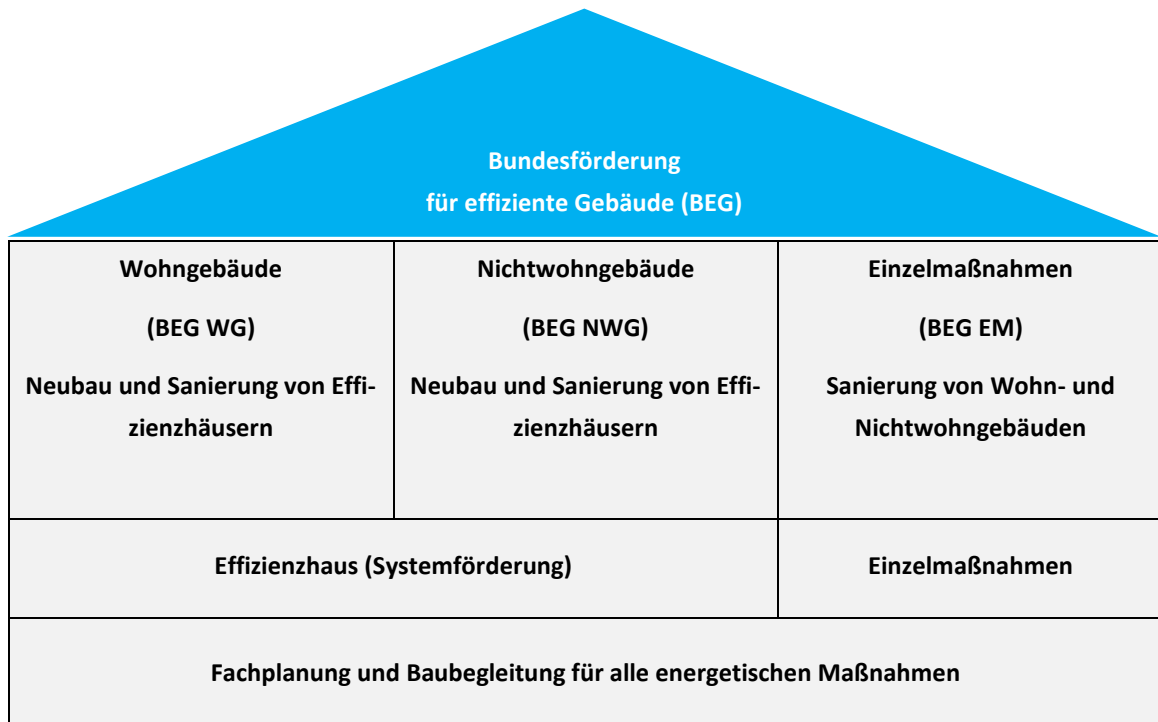 Bundesförderung
für effiziente Gebäude (BEG)
Wohngebäude
(BEG WG)
Neubau und Sanierung von Effi-
zienzhäusern
Nichtwohngebäude
(BEG NWG)
Neubau und Sanierung von Effi-
zienzhäusern
Einzelmaßnahmen
(BEG EM)
Sanierung von Wohn- und
Nichtwohngebäuden
Effizienzhaus (Systemförderung)
Einzelmaßnahmen
Fachplanung und Baubegleitung für alle energetischen Maßnahmen